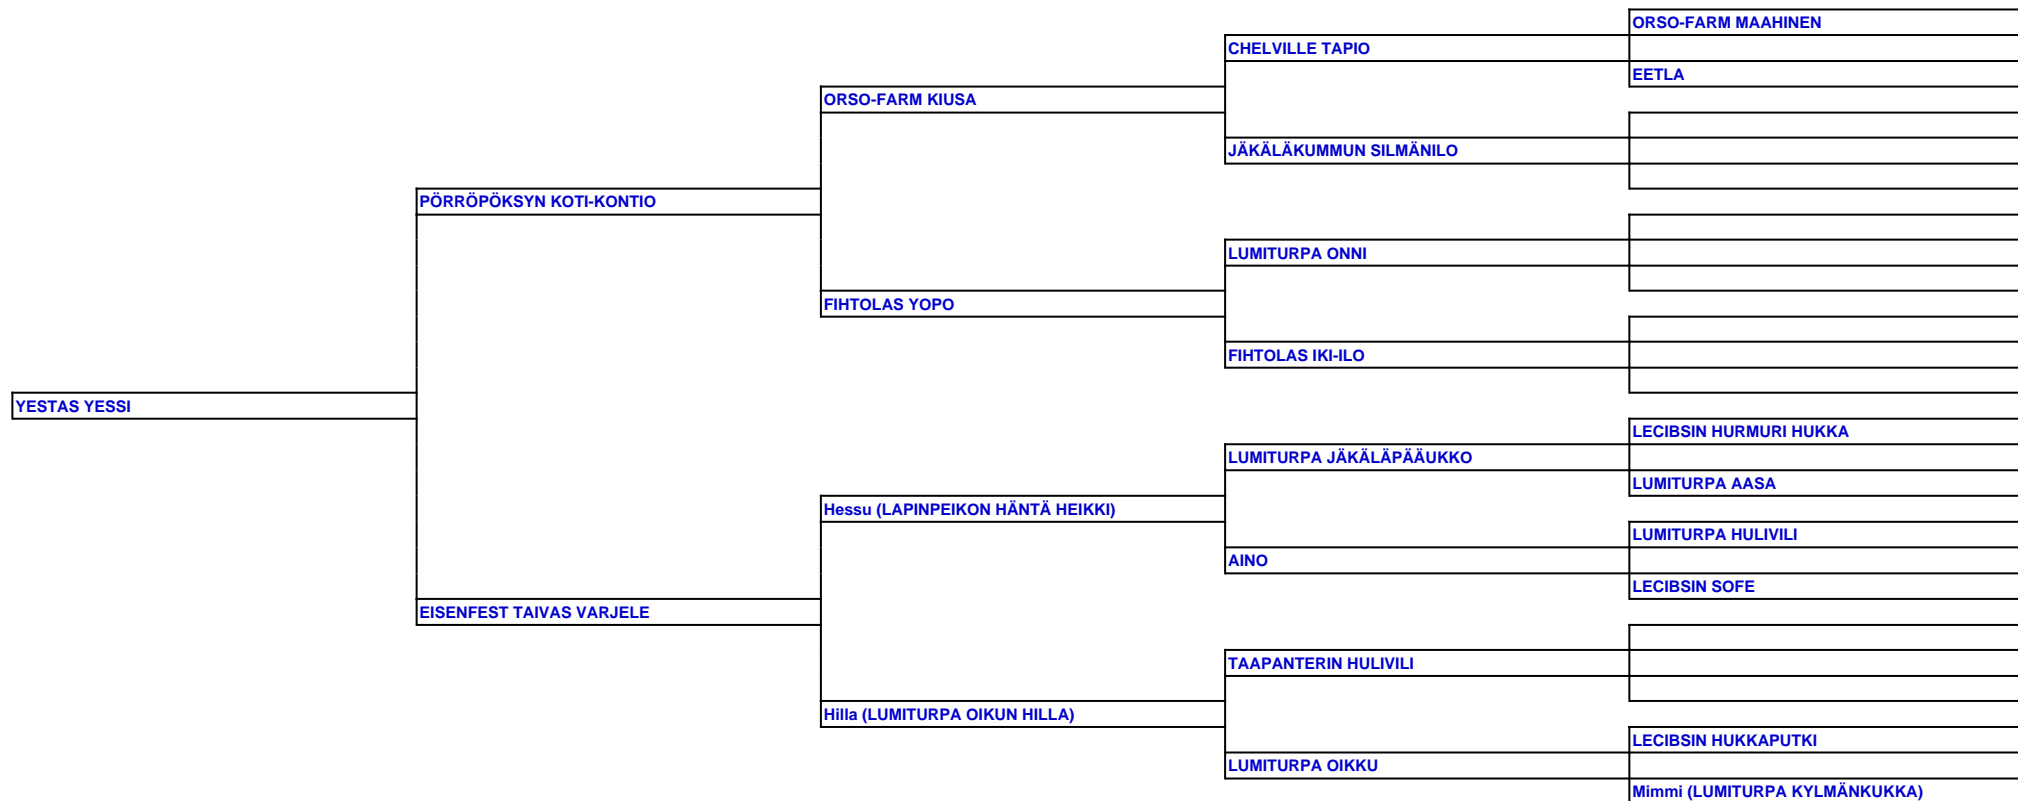 ORSO-FARM MAAHINEN
CHELVILLE TAPIO
EETLA
ORSO-FARM KIUSA
JÄKÄLÄKUMMUN SILMÄNILO
PÖRRÖPÖKSYN KOTI-KONTIO
LUMITURPA ONNI
FIHTOLAS YOPO
FIHTOLAS IKI-ILO
YESTAS YESSI
LECIBSIN HURMURI HUKKA
LUMITURPA JÄKÄLÄPÄÄUKKO
LUMITURPA AASA
Hessu (LAPINPEIKON HÄNTÄ HEIKKI)
LUMITURPA HULIVILI
AINO
LECIBSIN SOFE
EISENFEST TAIVAS VARJELE
TAAPANTERIN HULIVILI
Hilla (LUMITURPA OIKUN HILLA)
LECIBSIN HUKKAPUTKI
LUMITURPA OIKKU
Mimmi (LUMITURPA KYLMÄNKUKKA)